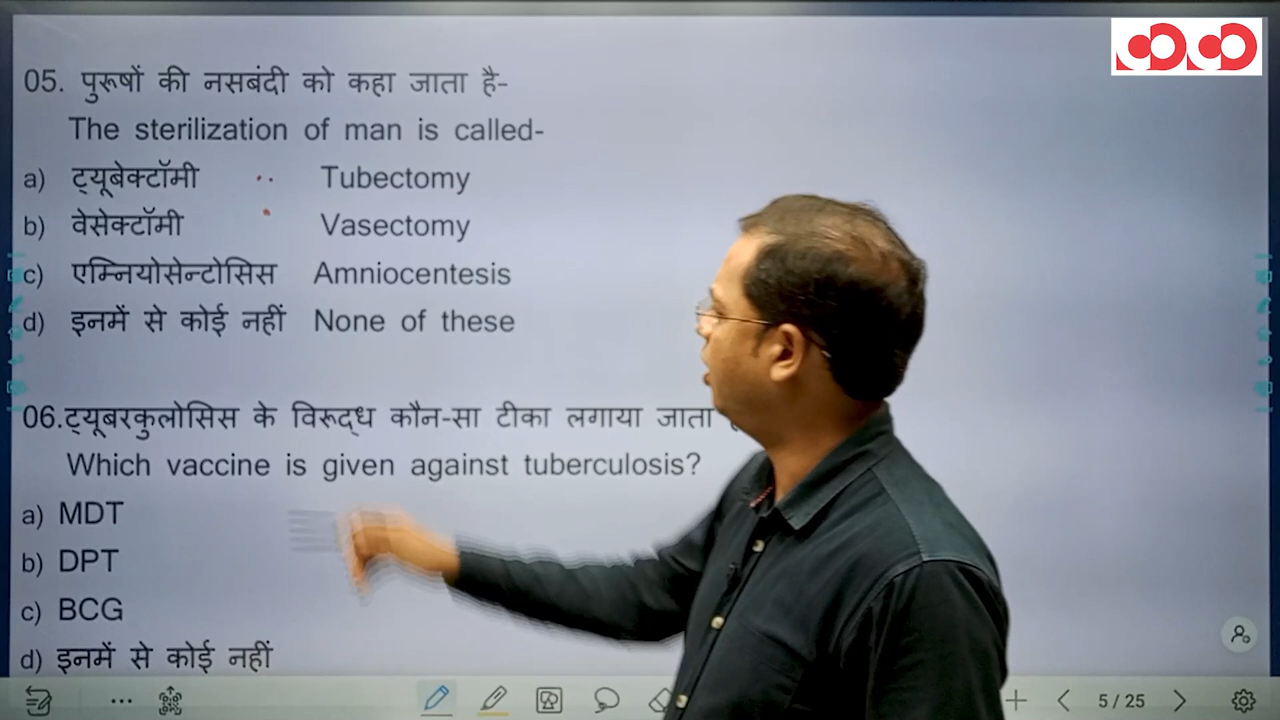 05. पुरूषों की नसबंदी को कहा जाता है-
The sterilization of man is called-
a) ट्यूबेक्टॉमी Tubectomy
b) वेसेक्टॉमी Vasectomy
c) एम्नियोसेन्टोसिस Amniocentesis
d) इनमें से कोई नहीं None of these
06.ट्यूबरकुलोसिस के विरूद्ध कौन-सा टीका लगाया जाता
Which vaccine is given against tuberculosis?
a) MDT
b) DPT
c) BCG
d) इनमें से कोई नहीं
5 / 25